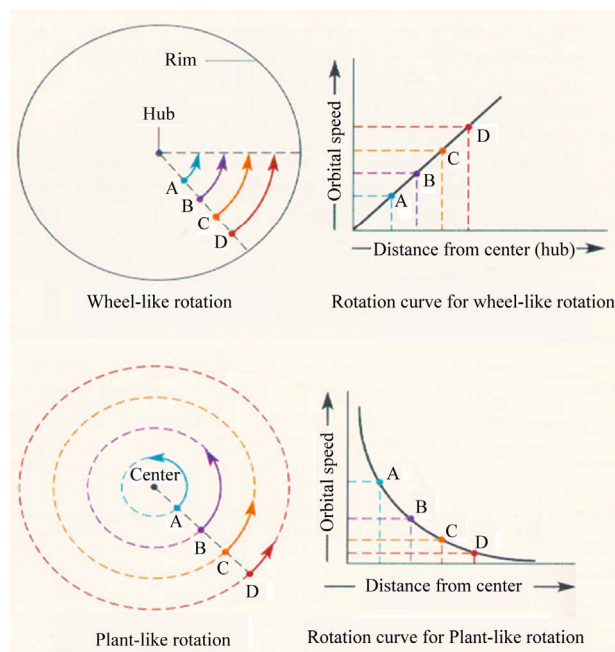 Rim
Hub
A
B
C
D
Wheel-like rotation
Orbital speed
A
B
C
D
Distance from center (hub)
Rotation curve for wheel-like rotation
Center
A
B
C
D
Plant-like rotation
Orbital speed
A
B
C
D
Distance from center
Rotation curve for Plant-like rotation